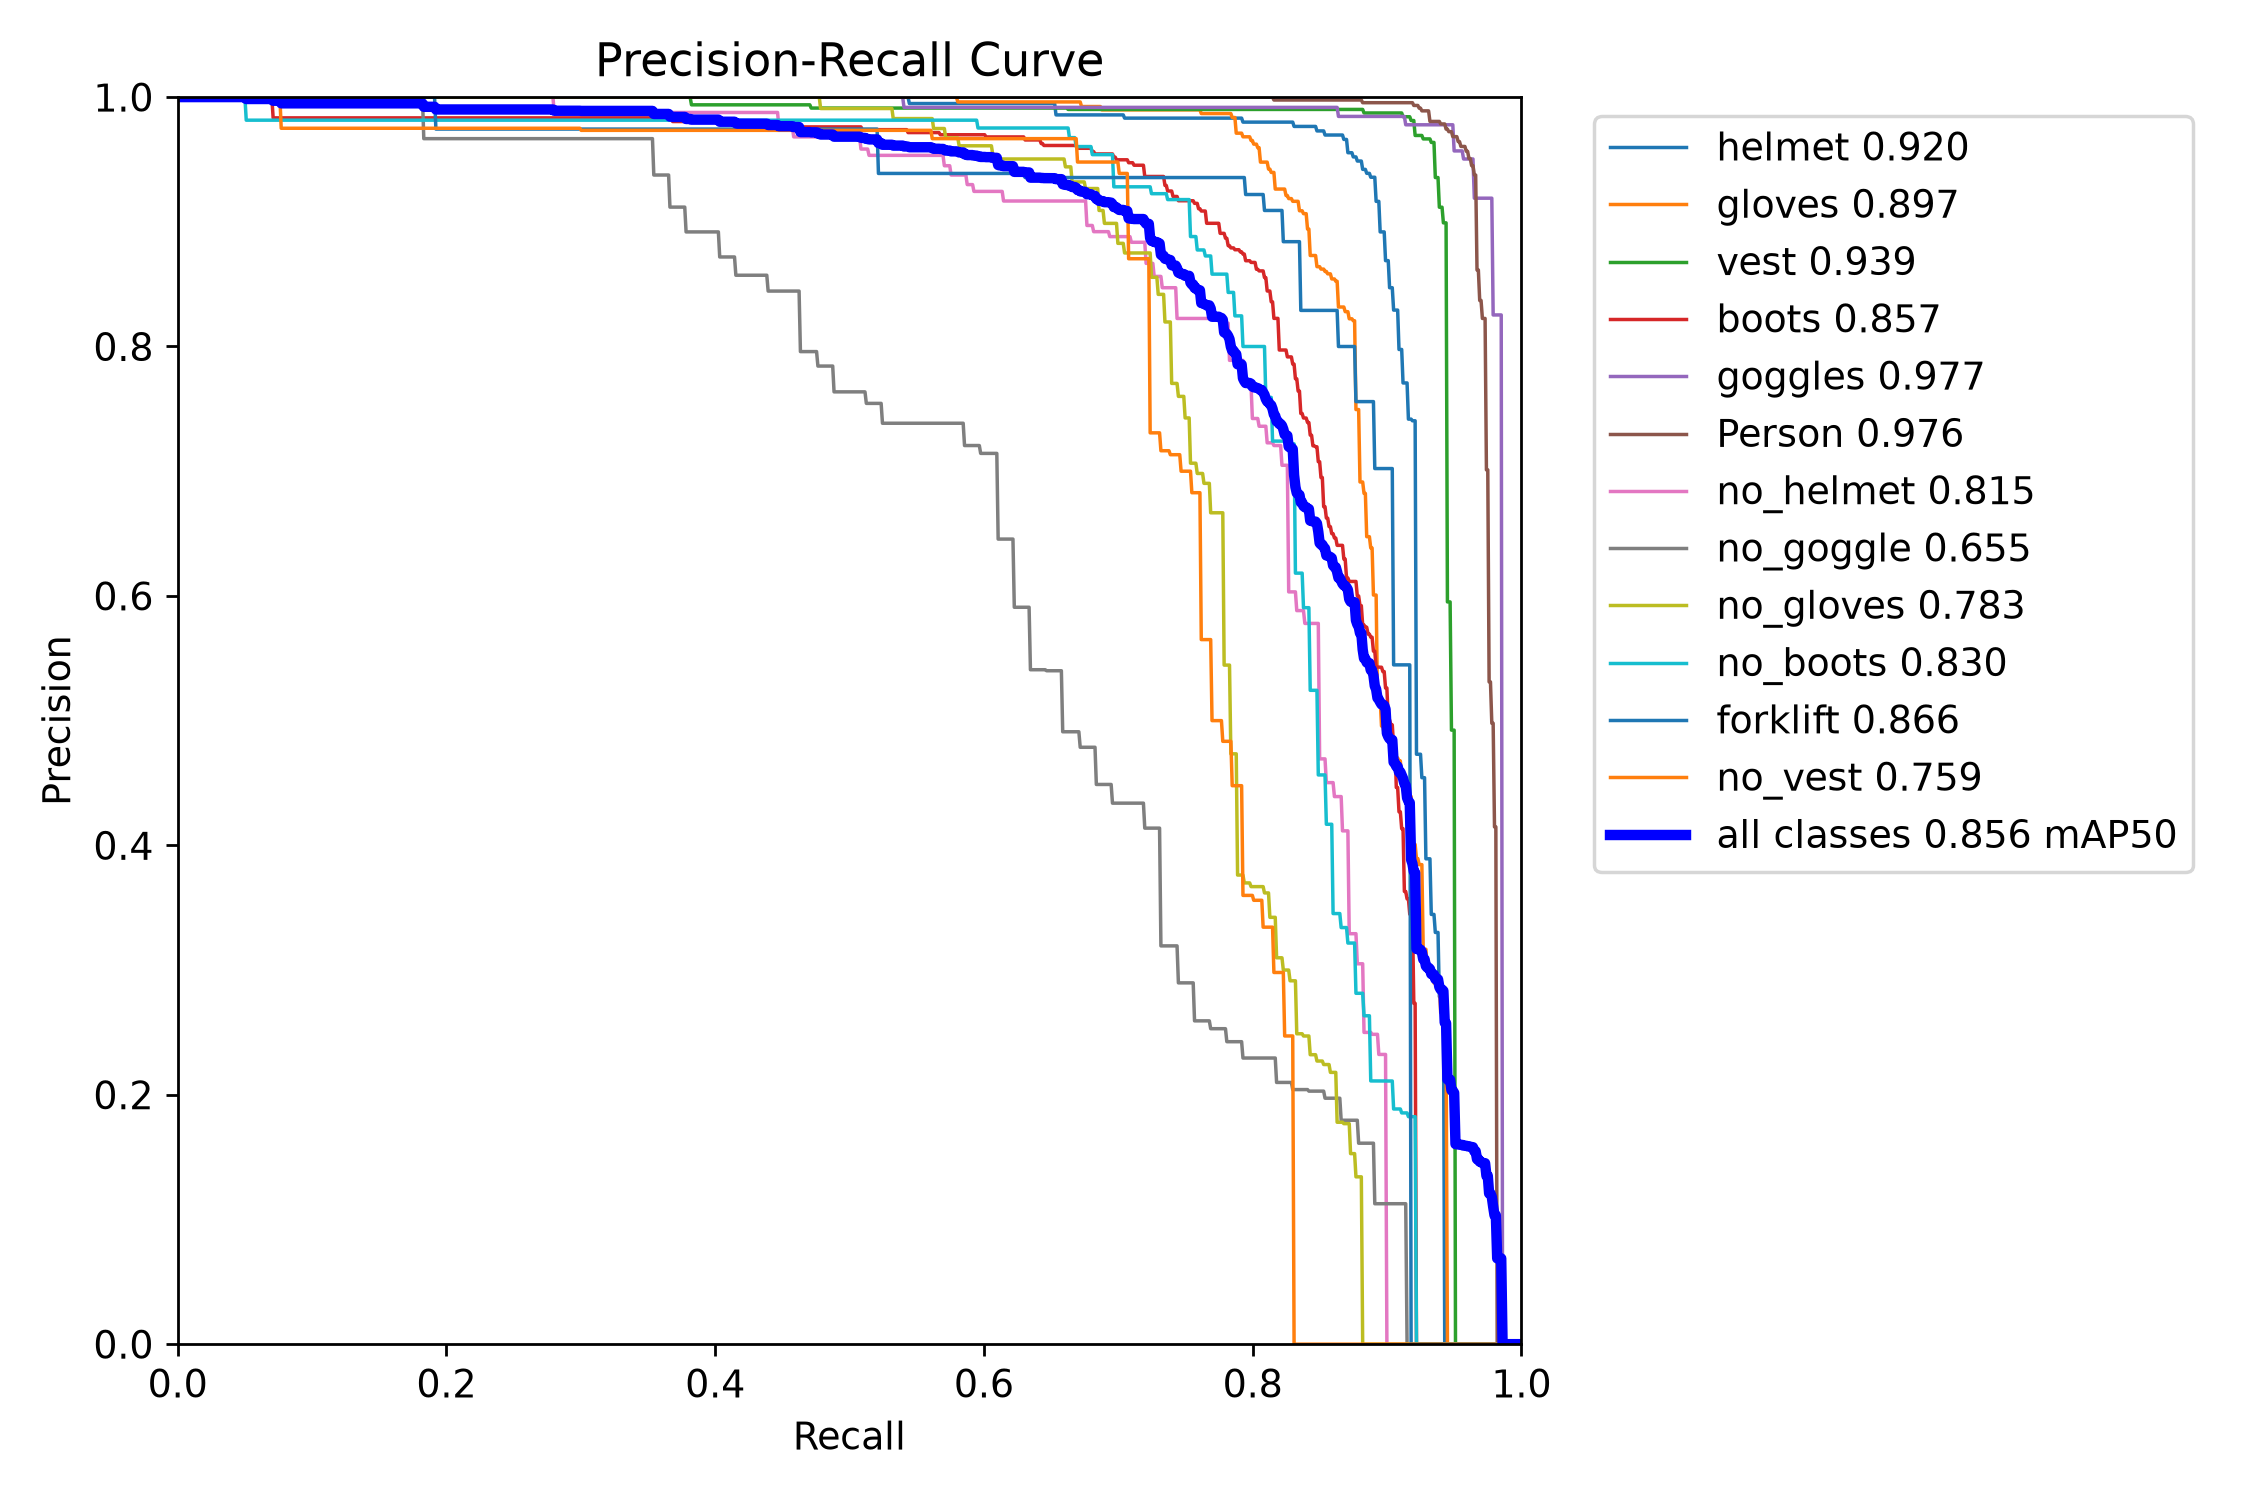 Precision-Recall Curve
1.0
0.8
0.6
0.4
0.2
0.0
Precision
0.0 0.2 0.4 0.6 0.8 1.0
Recall
helmet 0.920
gloves 0.897
vest 0.939
boots 0.857
goggles 0.977
Person 0.976
no_helmet 0.815
no_goggle 0.655
no_gloves 0.783
no_boots 0.830
forklift 0.866
no_vest 0.759
all classes 0.856 mAP50